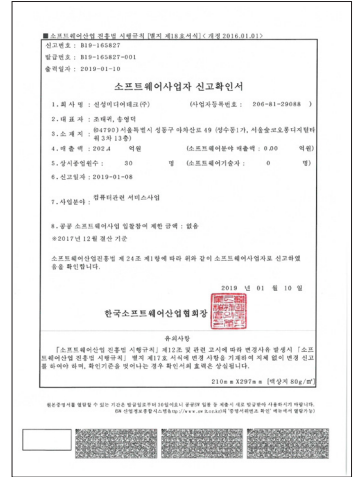 ■ 소프트웨어산업 진흥법 시행규칙 [별지 제18호서식] < 개정 2016.01.01>
신고번호 : B19-165827
발급번호 : B19-165827-001
출력일자 : 2019-01-10
소프트웨어사업자 신고확인서
1. 회 사 명 : 신성미디어테크(주) (사업자등록번호 : 206-81-29088 )
2. 대 표 자 : 조태귀, 송영덕
3. 소 재 지 : (04790)서울특별시 성동구 아차산로 49 (성수동1가, 서울숲코오롱디지털타
워3차 13층)
4. 매 출 액 : 202.4 억원 (소프트웨어분야 매출액 : 0.00 억원)
5. 상시종업원수 : 30 명 (소프트웨어기술자 : 0 명)
6. 신고일자 : 2019-01-08
7. 사업분야 : 컴퓨터관련 서비스사업
8. 공공 소프트웨어사업 입찰참여 제한 금액 : 없음
※2017년 12월 결산 기준
소프트웨어산업진흥법 제 24조 제1항에 따라 위와 같이 소프트웨어사업자로 신고하였
음을 확인합니다.
2019 년 01 월 10 일
한국소프트웨어산업협회장
유의사항
「소프트웨어산업 진흥법 시행규칙」 제12조 및 관련 고시에 따라 변경사유 발생시 「소프
트웨어산업 진흥법 시행규칙」 별지 제17호 서식에 변경 사항을 기재하여 지체 없이 변경 신고
를 하여야 하며, 확인기준을 벗어나는 경우 확인서의 효력은 상실됩니다.
210mm X297mm [백상지 80g/㎡]